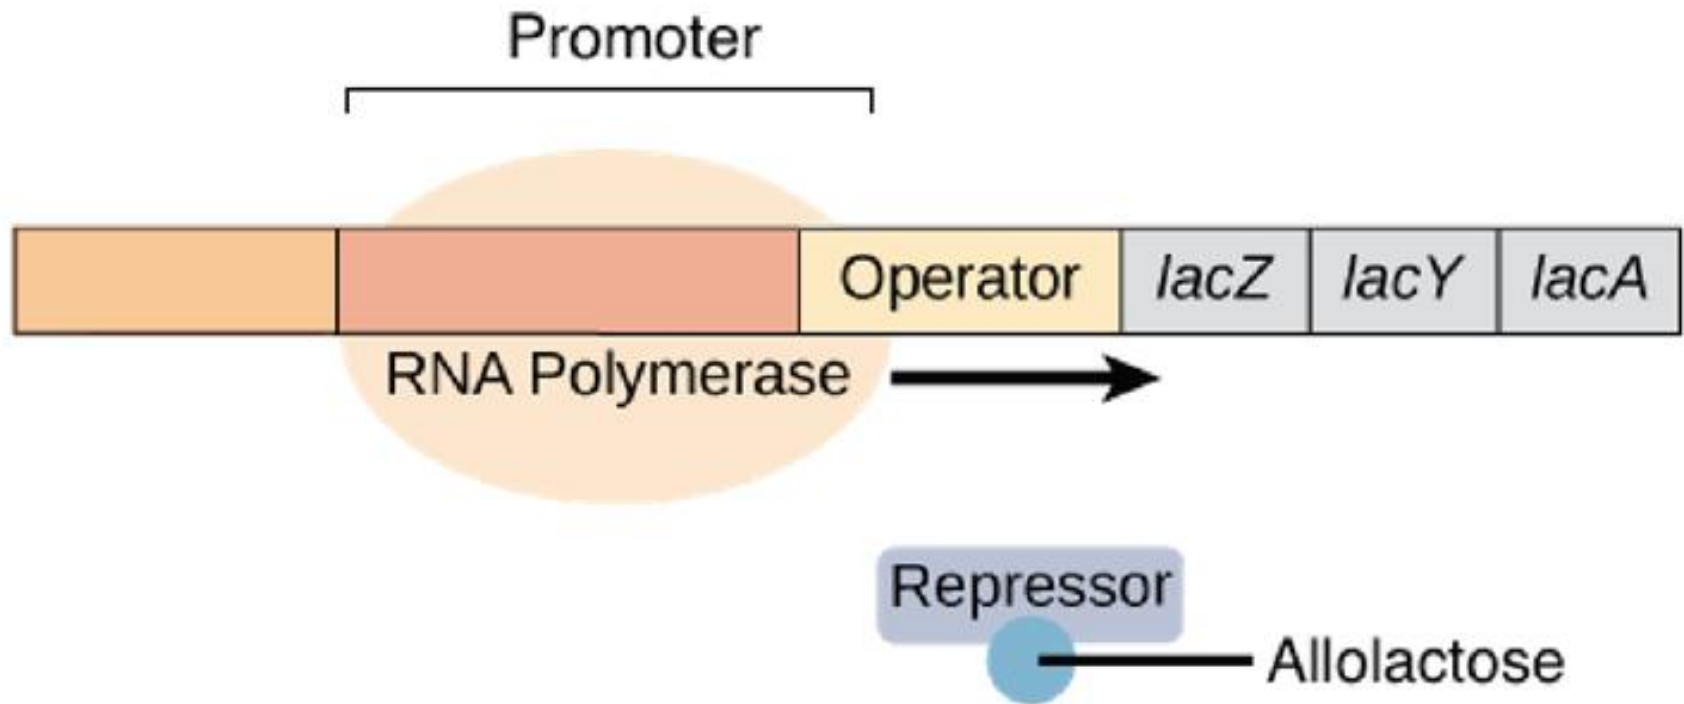 Promoter
Operator lacZ lacY lacA
RNA Polymerase
Repressor
Allolactose